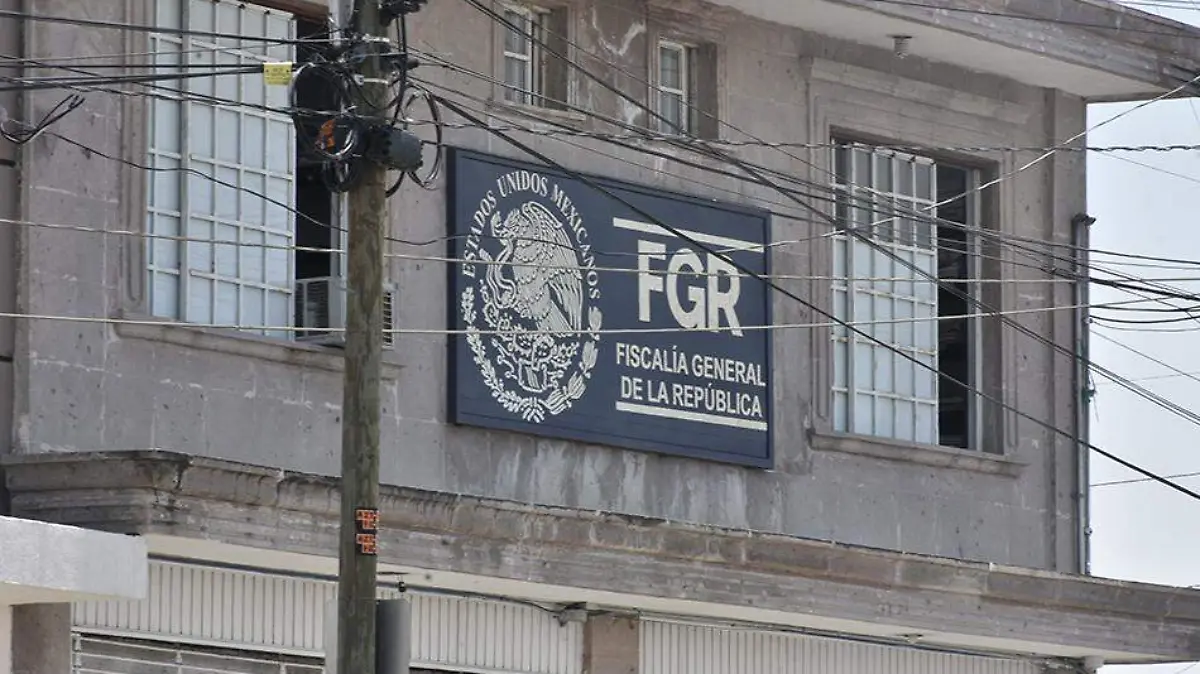 ESTADOS UNIDOS MEXICANOS
FGR
FISCALÍA GENERAL
DE LA REPÚBLICA